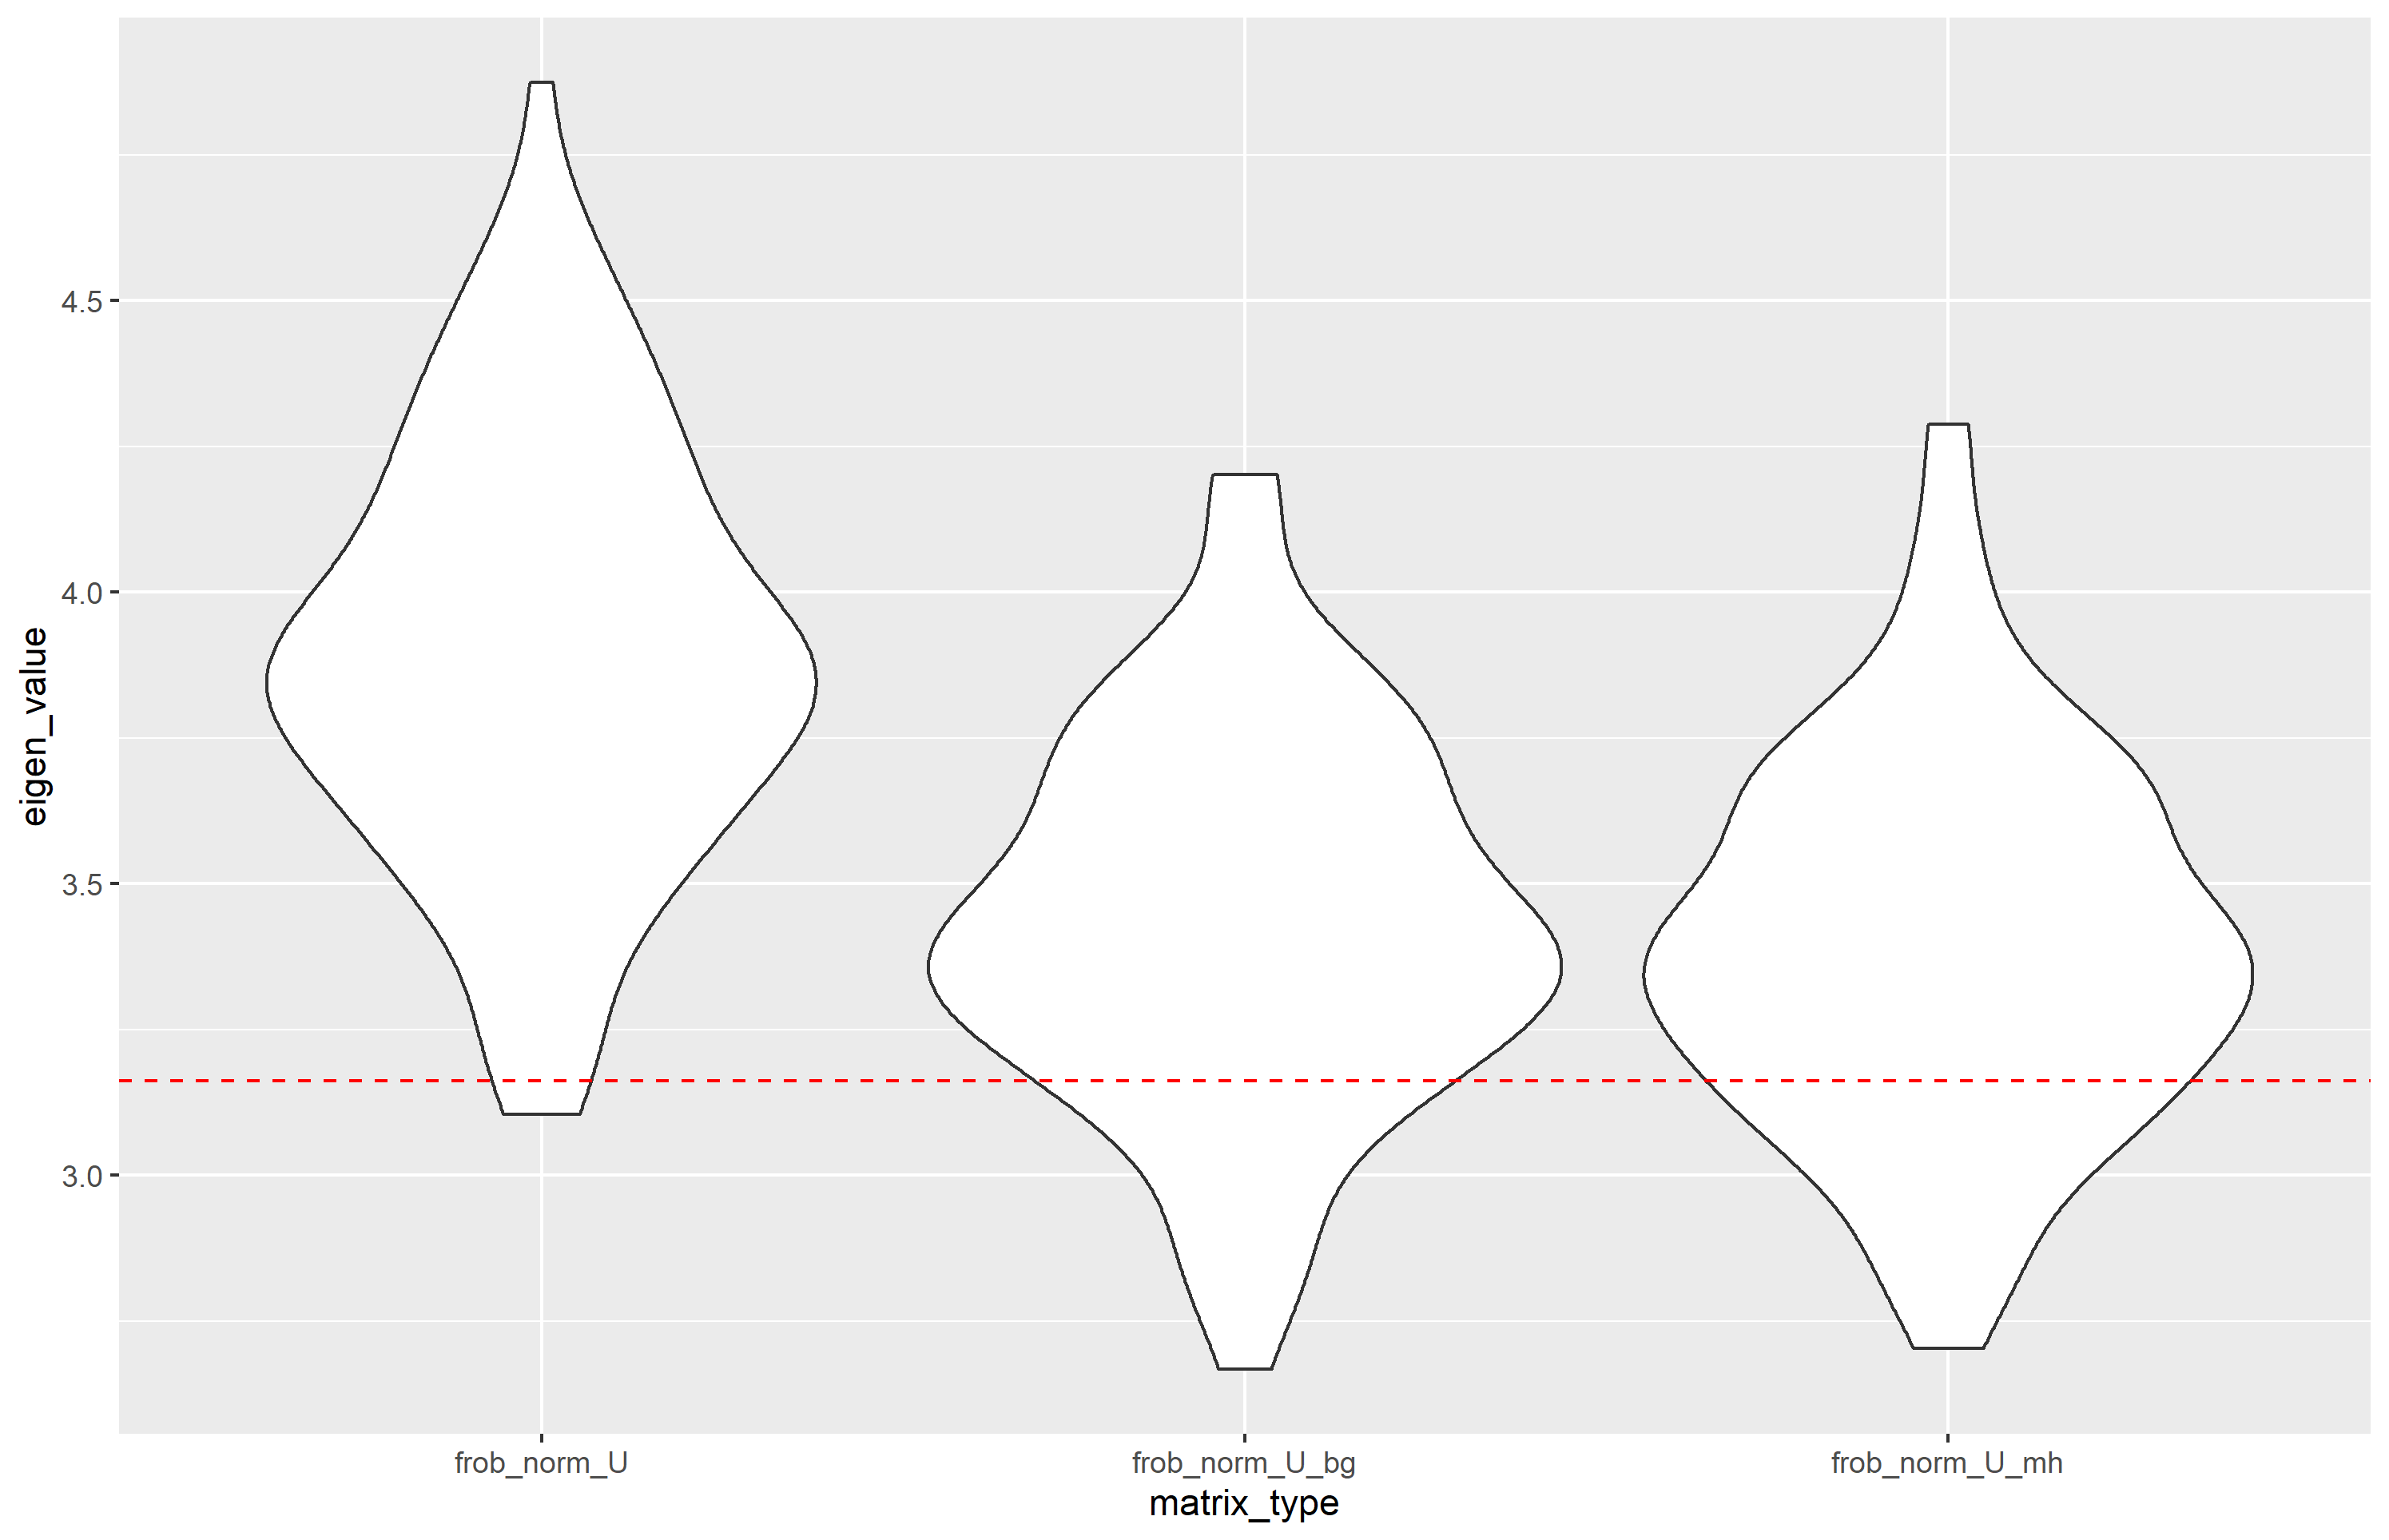 eigen_value
4.5
4.0
3.5
3.0
frob_norm_U
frob_norm_U_bg
frob_norm_U_mh
matrix_type